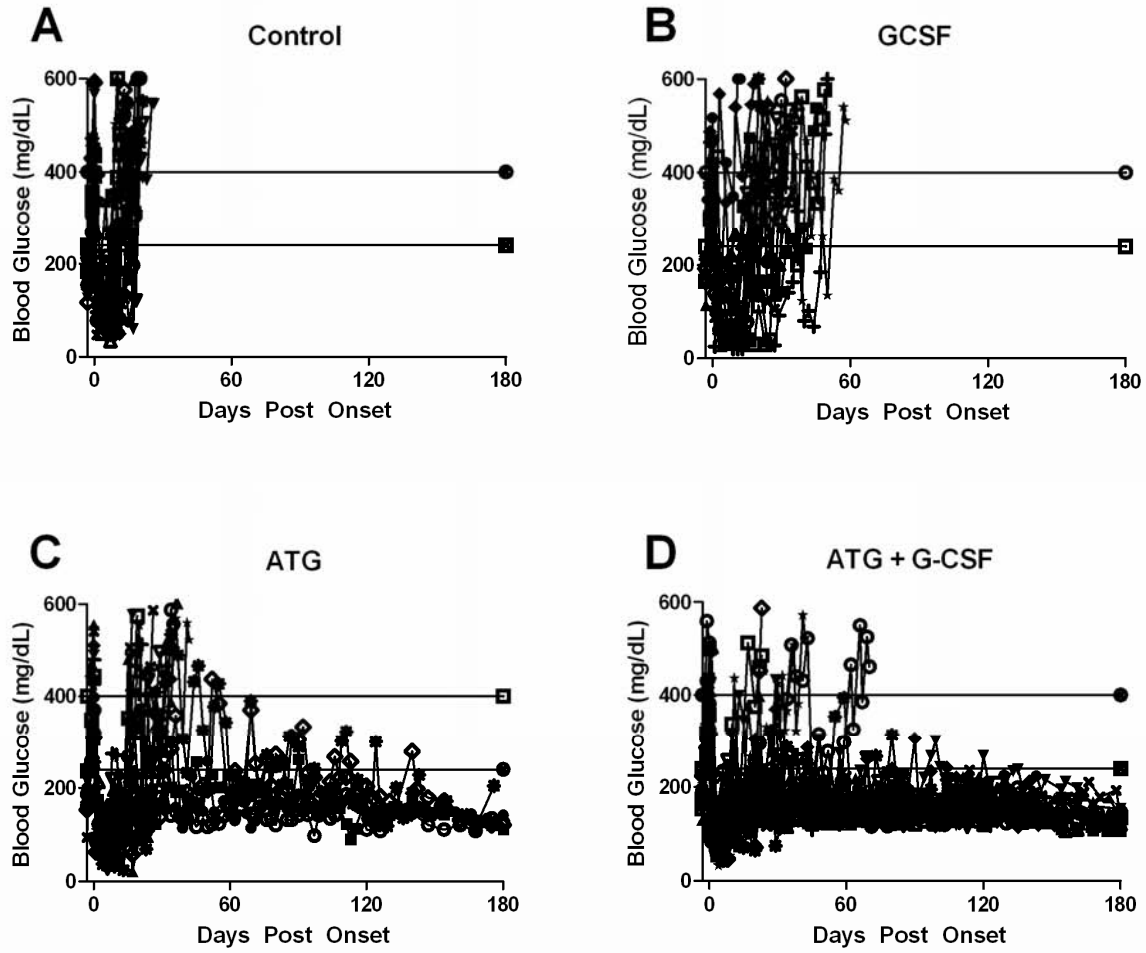 A
Control
Blood Glucose (mg/dL)
600
400
200
0
0 60 120 180
Days Post Onset
B
GCSF
Blood Glucose (mg/dL)
600
400
200
0
0 60 120 180
Days Post Onset
C
ATG
Blood Glucose (mg/dL)
600
400
200
0
0 60 120 180
Days Post Onset
D
ATG + G-CSF
Blood Glucose (mg/dL)
600
400
200
0
0 60 120 180
Days Post Onset